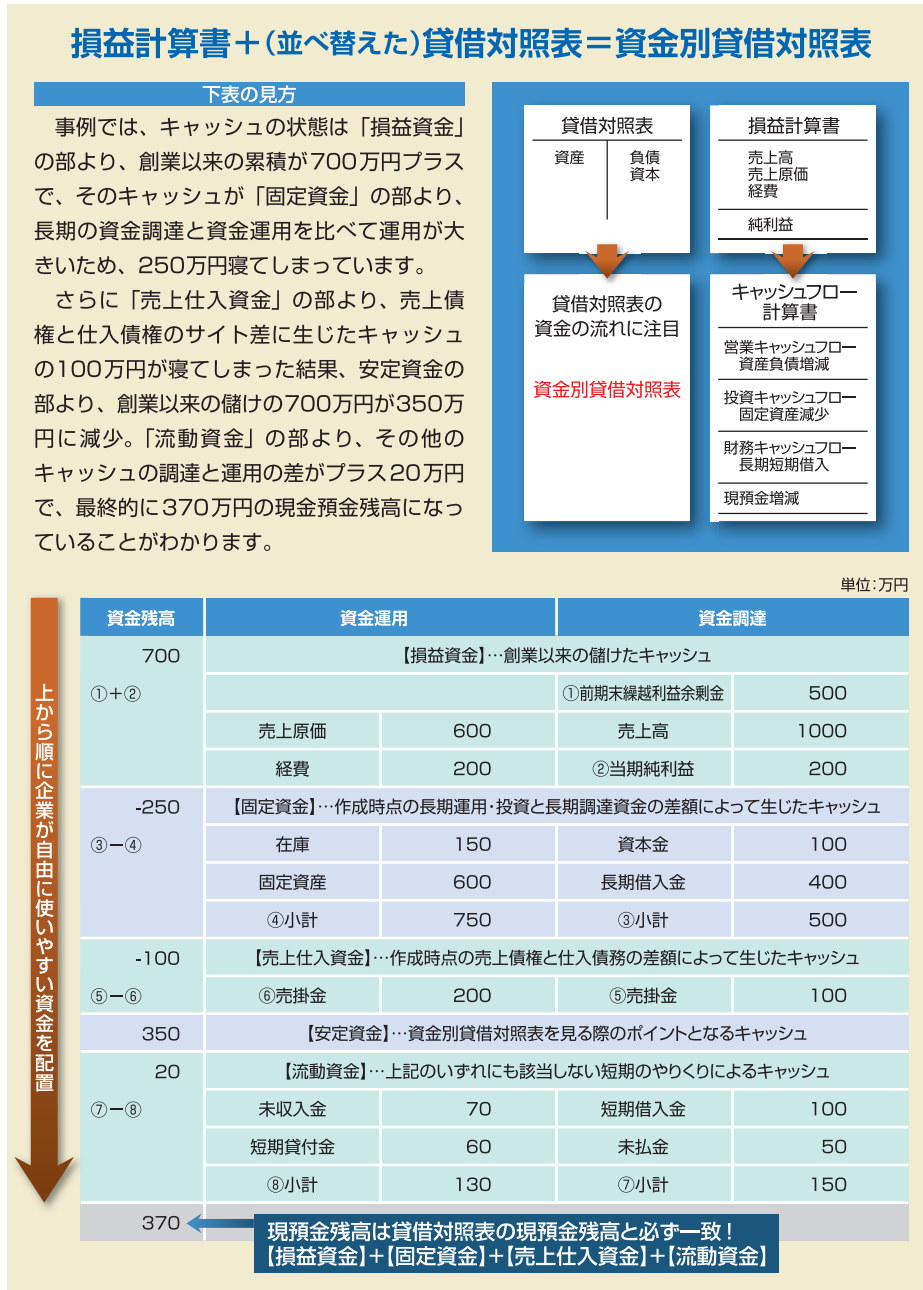 損益計算書＋（並べ替えた）貸借対照表＝資金別貸借対照表
下表の見方
事例では、キャッシュの状態は「損益資金」
の部より、創業以来の累積が700万円プラス
で、そのキャッシュが「固定資金」の部より、
長期の資金調達と資金運用を比べて運用が大
きいため、250万円寝てしまっています。
さらに「売上仕入資金」の部より、売上債
権と仕入債権のサイト差に生じたキャッシュ
の100万円が寝てしまった結果、安定資金の
部より、創業以来の儲けの700万円が350万
円に減少。「流動資金」の部より、その他の
キャッシュの調達と運用の差がプラス20万円
で、最終的に370万円の現金預金残高になっ
ていることがわかります。
貸借対照表
資産
負債
資本
損益計算書
売上高
売上原価
経費
純利益
貸借対照表の
資金の流れに注目
資金別貸借対照表
キャッシュフロー
計算書
営業キャッシュフロー
資産負債増減
投資キャッシュフロー
固定資産減少
財務キャッシュフロー
長期短期借入
現預金増減
単位：万円
上から順に企業が自由に使いやすい資金を配置
資金残高 資金運用 資金調達
700 【損益資金】…創業以来の儲けたキャッシュ
①＋② ①前期末繰越利益余剰金 500
売上原価 600 売上高 1000
経費 200 ②当期純利益 200
-250 【固定資金】…作成時点の長期運用・投資と長期調達資金の差額によって生じたキャッシュ
③－④ 在庫 150 資本金 100
固定資産 600 長期借入金 400
④小計 750 ③小計 500
-100 【売上仕入資金】…作成時点の売上債権と仕入債務の差額によって生じたキャッシュ
⑤－⑥ ⑥売掛金 200 ⑤売掛金 100
350 【安定資金】…資金別貸借対照表を見る際のポイントとなるキャッシュ
20 【流動資金】…上記のいずれにも該当しない短期のやりくりによるキャッシュ
⑦－⑧ 未収入金 70 短期借入金 100
短期貸付金 60 未払金 50
⑧小計 130 ⑦小計 150
370
現預金残高は貸借対照表の現預金残高と必ず一致！
【損益資金】＋【固定資金】＋【売上仕入資金】＋【流動資金】